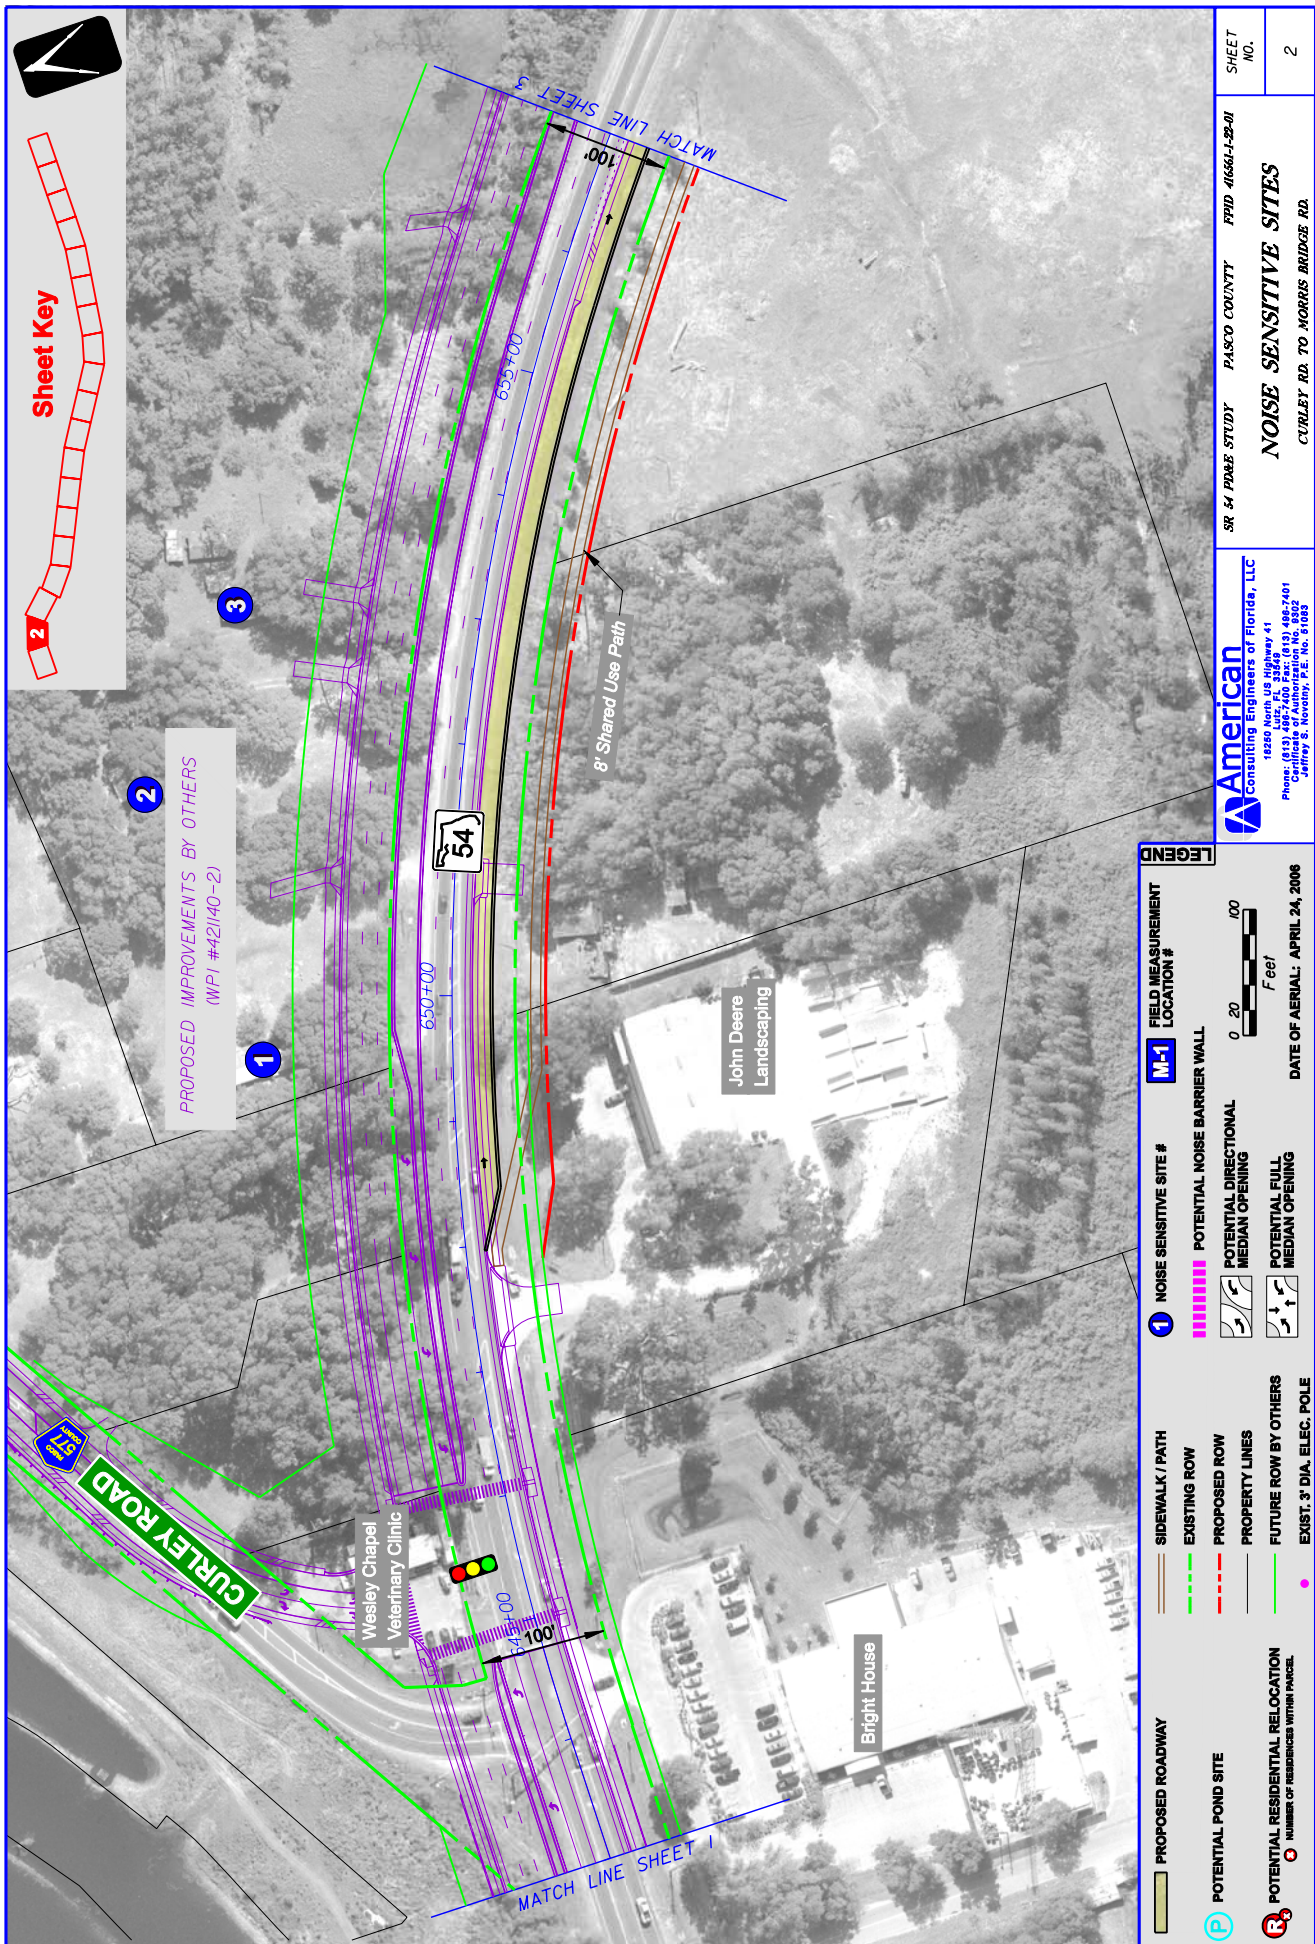 Sheet Key
2
PROPOSED IMPROVEMENTS BY OTHERS
(WPI #421140-2)
1
2
3
MATCH LINE SHEET 3
100'
655+00
650+00
645+00
100'
54
8' Shared Use Path
John Deere
Landscaping
PASCO
577
COUNTY
CURLEY ROAD
Wesley Chapel
Veterinary Clinic
Bright House
MATCH LINE SHEET 1
LEGEND
PROPOSED ROADWAY
P POTENTIAL POND SITE
R X POTENTIAL RESIDENTIAL RELOCATION
X NUMBER OF RESIDENCES WITHIN PARCEL
SIDEWALK / PATH
EXISTING ROW
PROPOSED ROW
PROPERTY LINES
FUTURE ROW BY OTHERS
EXIST. 3' DIA. ELEC. POLE
1 NOISE SENSITIVE SITE #
POTENTIAL NOISE BARRIER WALL
POTENTIAL DIRECTIONAL
MEDIAN OPENING
POTENTIAL FULL
MEDIAN OPENING
M-1 FIELD MEASUREMENT
LOCATION #
0 20 100
Feet
DATE OF AERIAL: APRIL 24, 2006
American
Consulting Engineers of Florida, LLC
18250 North US Highway 41
Lutz, FL 33549
Phone: (813) 496-7400 Fax: (813) 496-7401
Certificate of Authorization No. 9302
Jeffrey S. Novotny, P.E. No. 51083
SR 54 PD&E STUDY PASCO COUNTY FPID 416561-1-22-01
NOISE SENSITIVE SITES
CURLEY RD. TO MORRIS BRIDGE RD.
SHEET
NO.
2